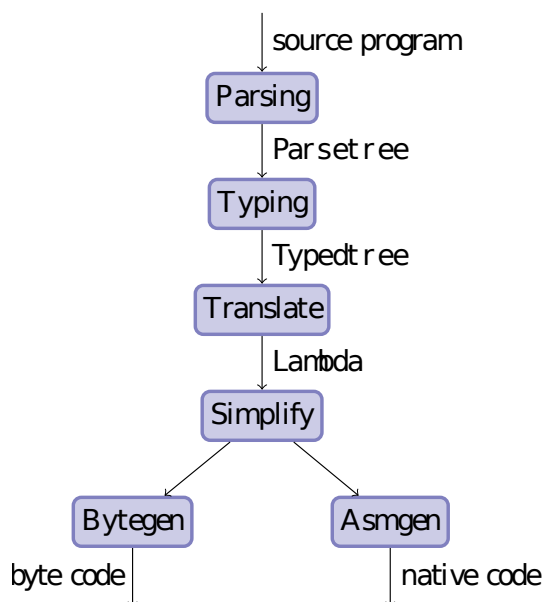 source program
Parsing
Parsetree
Typing
Typedtree
Translate
Lambda
Simplify
Bytegen
Asmgen
byte code
native code